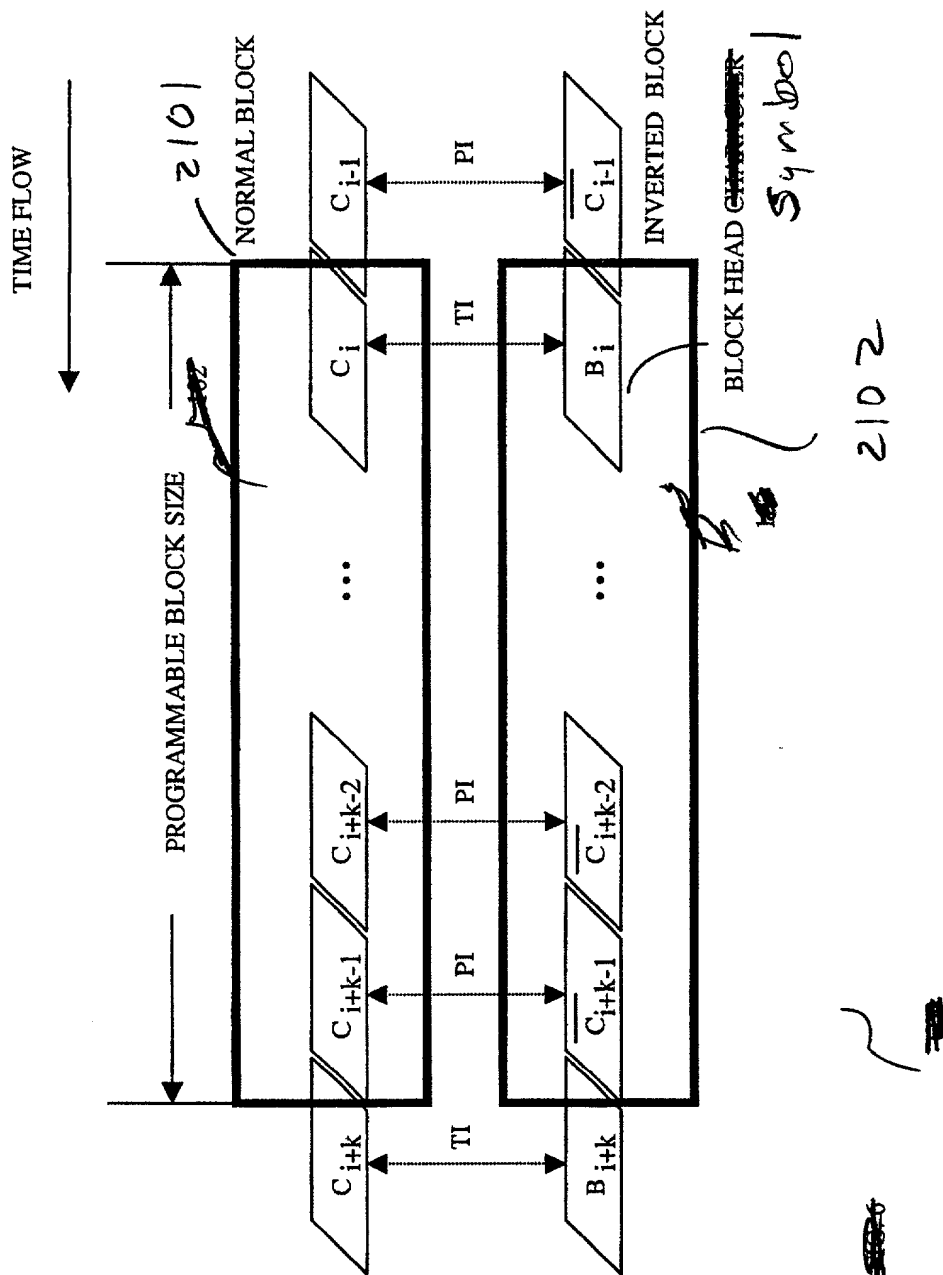 TIME FLOW
PROGRAMMABLE BLOCK SIZE
2101
NORMAL BLOCK
C i+k
C i+k-1
C i+k-2
...
C i
C i-1
TI
PI
PI
TI
PI
B i+k
C̅ i+k-1
C̅ i+k-2
...
B i
C̅ i-1
INVERTED BLOCK
BLOCK HEAD
Symbol
2102